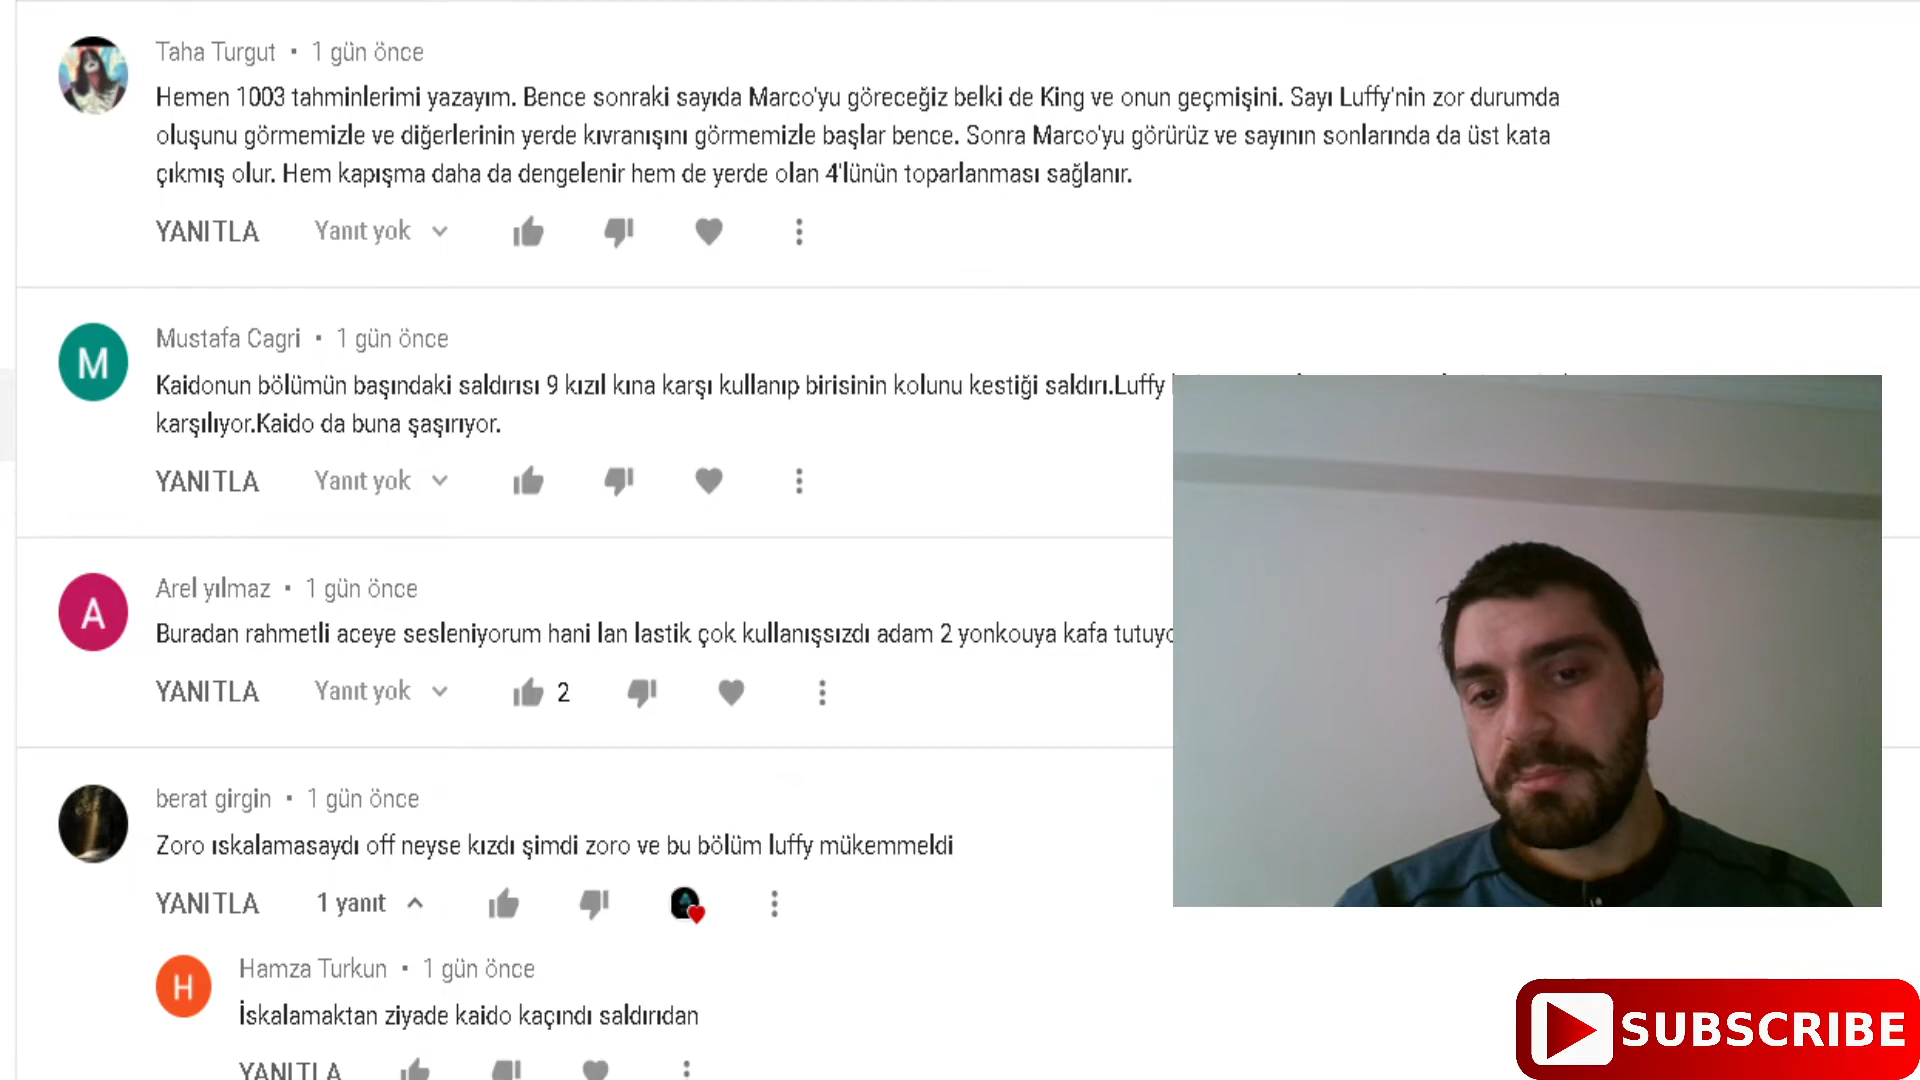 Taha Turgut • 1 gün önce
Hemen 1003 tahminlerimi yazayım. Bence sonraki sayıda Marco'yu göreceğiz belki de King ve onun geçmişini. Sayı Luffy'nin zor durumda
oluşunu görmemizle ve diğerlerinin yerde kıvranışını görmemizle başlar bence. Sonra Marco'yu görürüz ve sayının sonlarında da üst kata
çıkmış olur. Hem kapışma daha da dengelenir hem de yerde olan 4'lünün toparlanması sağlanır.
YANITLA Yanıt yok
M
Mustafa Cagri • 1 gün önce
Kaidonun bölümün başındaki saldırısı 9 kızıl kına karşı kullanıp birisinin kolunu kestiği saldırı.Luffy
karşılıyor.Kaido da buna şaşırıyor.
YANITLA Yanıt yok
A
Arel yılmaz • 1 gün önce
Buradan rahmetli aceye sesleniyorum hani lan lastik çok kullanışsızdı adam 2 yonkouya kafa
YANITLA Yanıt yok 2
berat girgin • 1 gün önce
Zoro ıskalamasaydı off neyse kızdı şimdi zoro ve bu bölüm luffy mükemmeldi
YANITLA 1 yanıt
H
Hamza Turkun • 1 gün önce
İskalamaktan ziyade kaido kaçındı saldırıdan
YANITLA
SUBSCRIBE